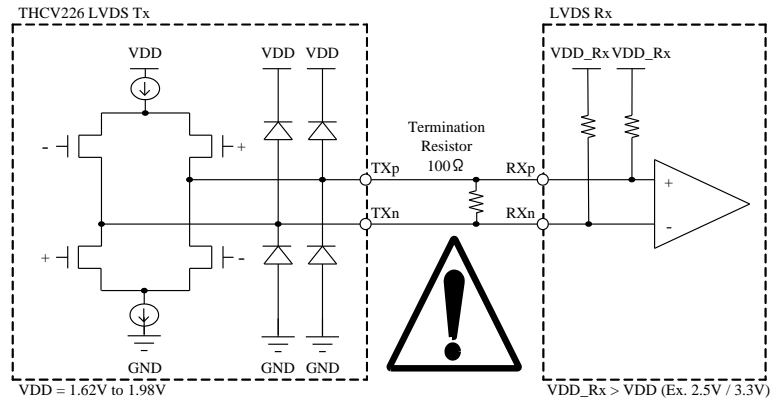 THCV226 LVDS Tx
LVDS Rx
VDD
VDD VDD
VDD_Rx VDD_Rx
-
+
Termination
Resistor
100Ω
TXp
RXp
+
TXn
RXn
-
+
-
GND
GND GND
VDD = 1.62V to 1.98V
VDD_Rx > VDD (Ex. 2.5V / 3.3V)